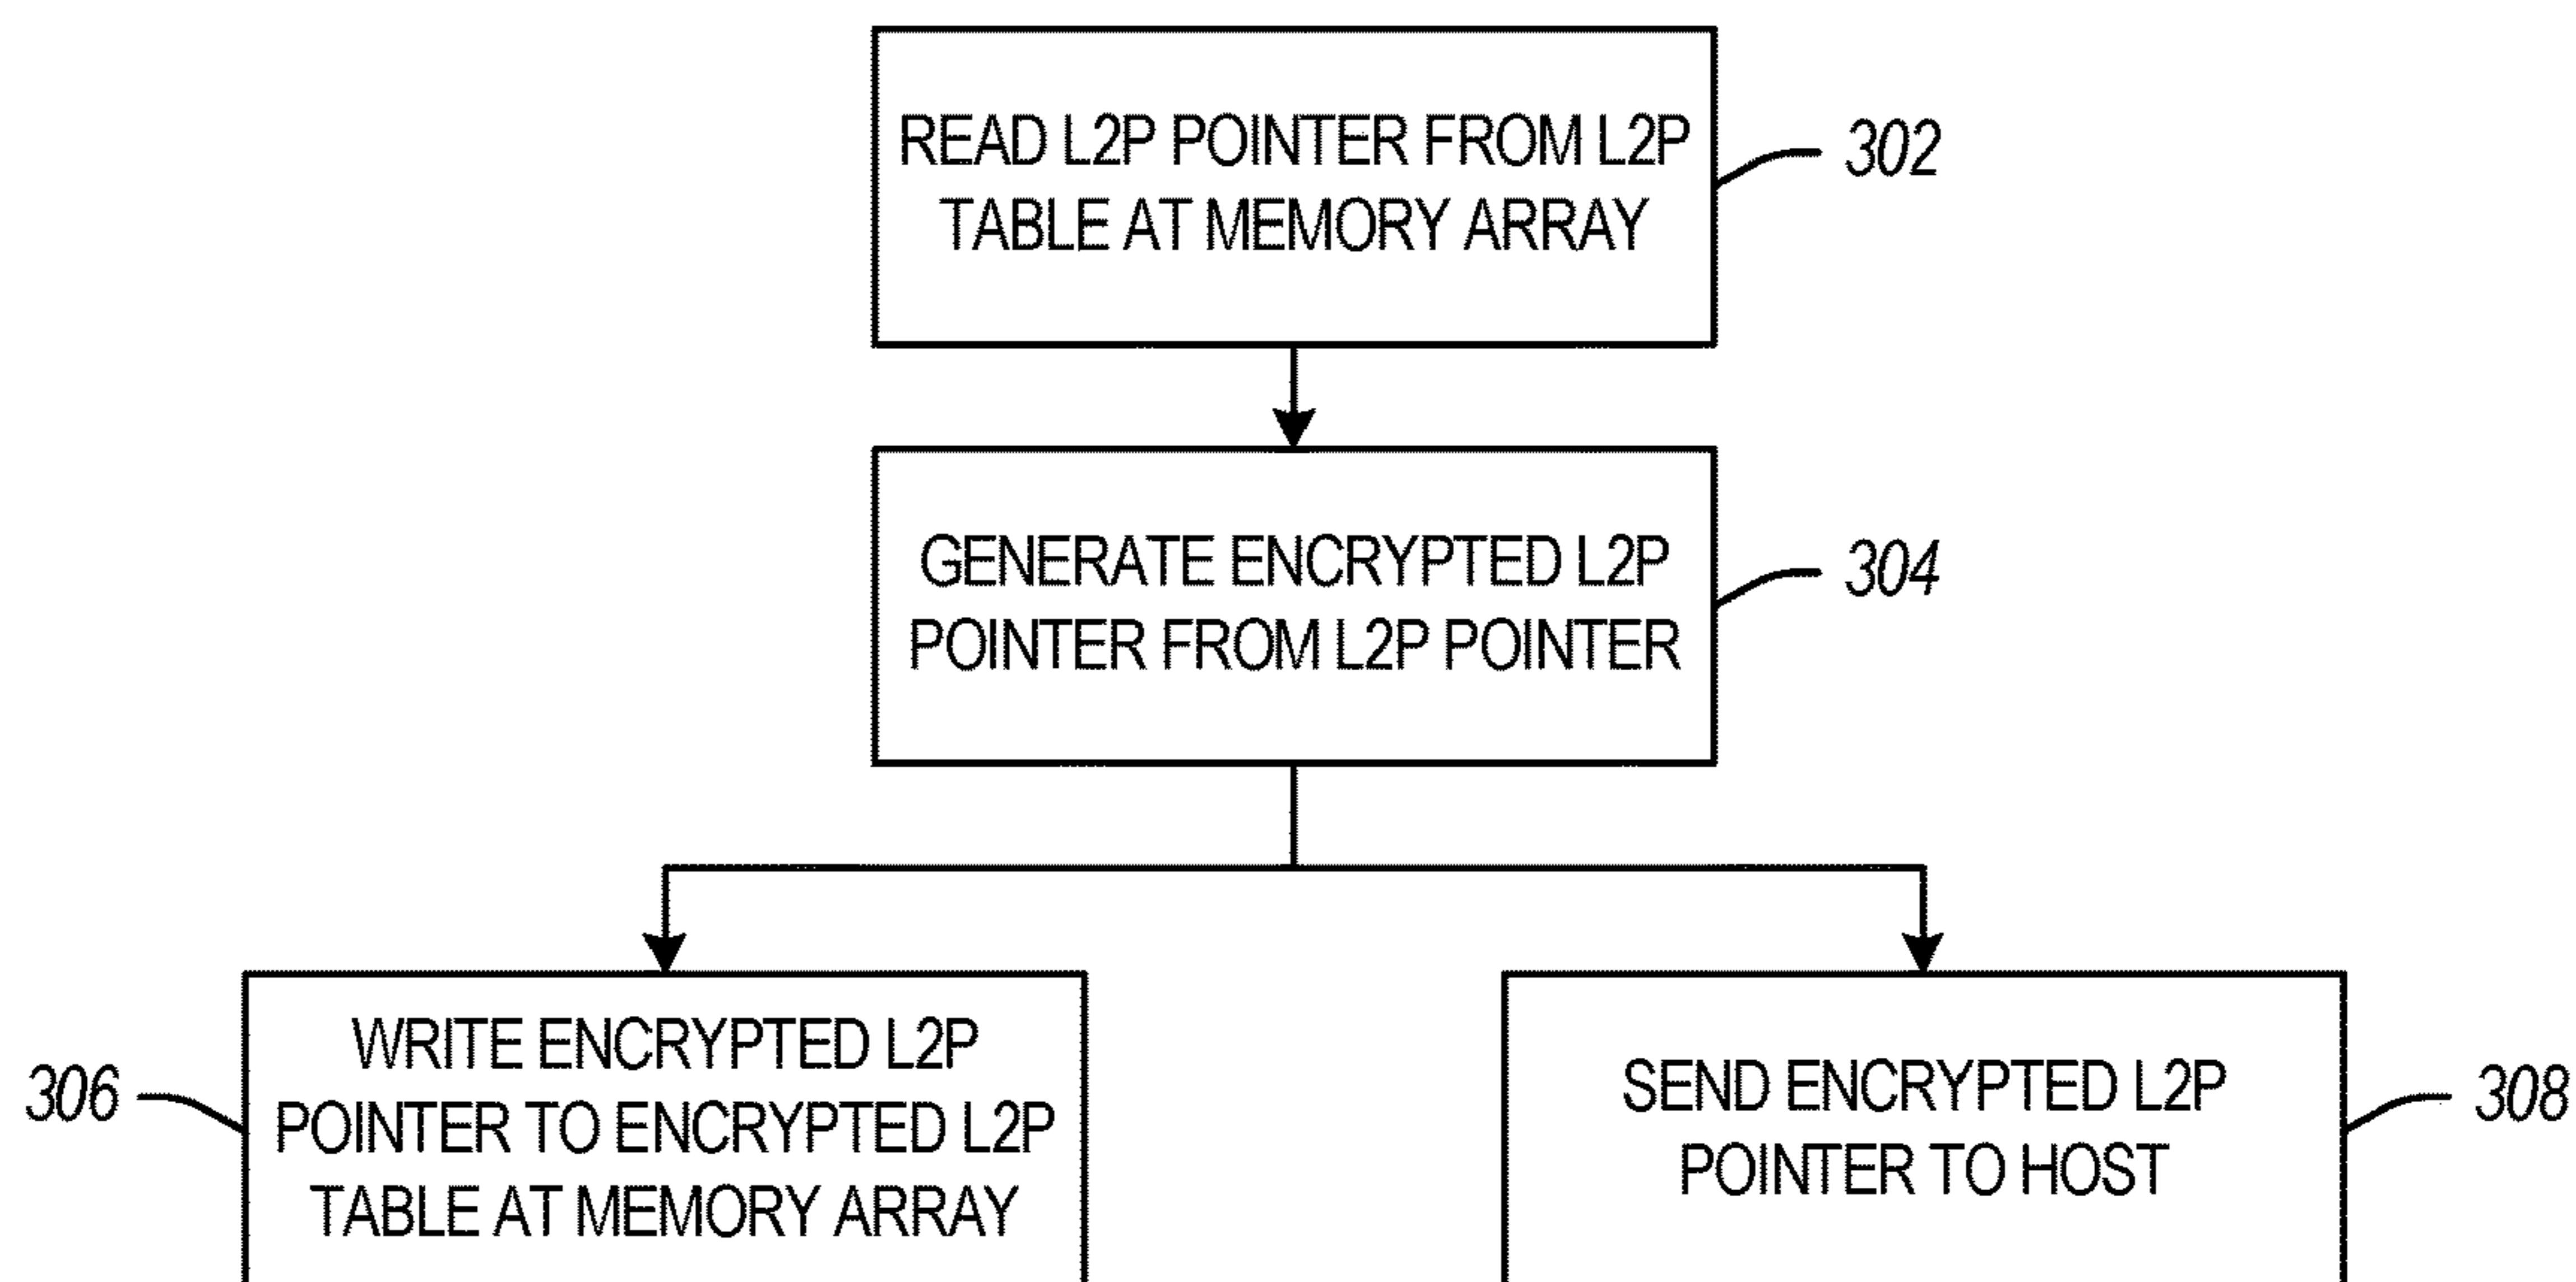 READ L2P POINTER FROM L2P
TABLE AT MEMORY ARRAY
302
GENERATE ENCRYPTED L2P
POINTER FROM L2P POINTER
304
306
WRITE ENCRYPTED L2P
POINTER TO ENCRYPTED L2P
TABLE AT MEMORY ARRAY
SEND ENCRYPTED L2P
POINTER TO HOST
308